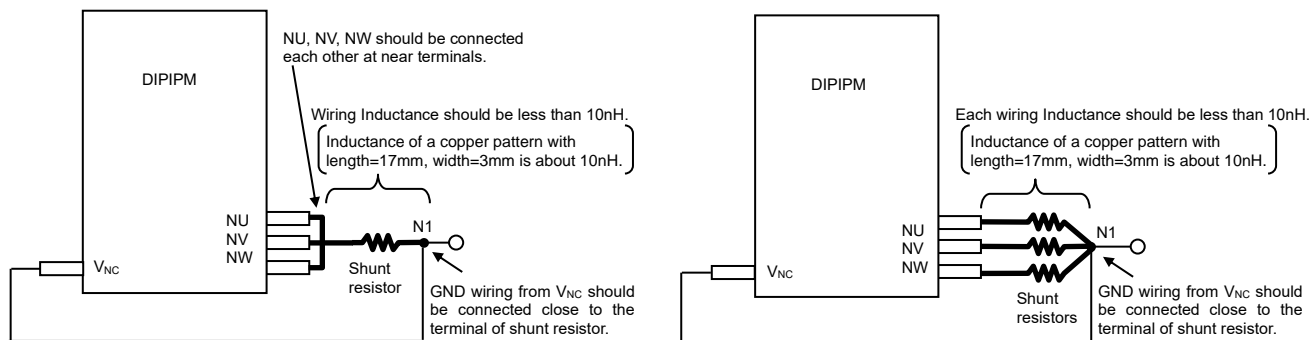 NU, NV, NW should be connected
each other at near terminals.
DIPIPM
Wiring Inductance should be less than 10nH.
Inductance of a copper pattern with
length=17mm, width=3mm is about 10nH.
NU
NV
NW
N1
VNC
Shunt
resistor
GND wiring from VNC should
be connected close to the
terminal of shunt resistor.
DIPIPM
Each wiring Inductance should be less than 10nH.
Inductance of a copper pattern with
length=17mm, width=3mm is about 10nH.
NU
NV
NW
N1
VNC
Shunt
resistors
GND wiring from VNC should
be connected close to the
terminal of shunt resistor.